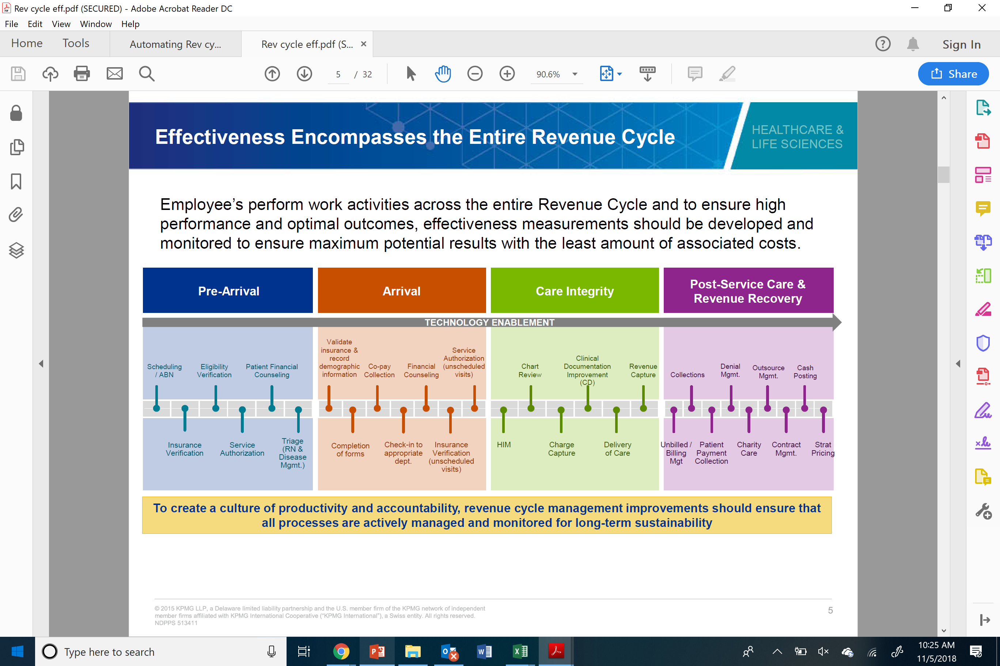 Rev cycle eff.pdf (SECURED) - Adobe Acrobat Reader DC
File Edit View Window Help
Home Tools Automating Rev cy... Rev cycle eff.pdf (S... Sign In
5 / 32 90.6% Share
Effectiveness Encompasses the Entire Revenue Cycle
HEALTHCARE &
LIFE SCIENCES
Employee’s perform work activities across the entire Revenue Cycle and to ensure high
performance and optimal outcomes, effectiveness measurements should be developed and
monitored to ensure maximum potential results with the least amount of associated costs.
Pre-Arrival
Arrival
Care Integrity
Post-Service Care &
Revenue Recovery
TECHNOLOGY ENABLEMENT
Scheduling
/ ABN
Eligibility
Verification
Patient Financial
Counseling
Insurance
Verification
Service
Authorization
Triage
(RN &
Disease
Mgmt.)
Validate
insurance &
record
demographic
information
Co-pay
Collection
Financial
Counseling
Service
Authorization
(unscheduled
visits)
Completion
of forms
Check-in to
appropriate
dept.
Insurance
Verification
(unscheduled
visits)
Chart
Review
Clinical
Documentation
Improvement
(CD)
Revenue
Capture
HIM
Charge
Capture
Delivery
of Care
Collections
Denial
Mgmt.
Outsource
Mgmt.
Cash
Posting
Unbilled /
Billing
Mgt
Patient
Payment
Collection
Charity
Care
Contract
Mgmt.
Strat
Pricing
To create a culture of productivity and accountability, revenue cycle management improvements should ensure that
all processes are actively managed and monitored for long-term sustainability
© 2015 KPMG LLP, a Delaware limited liability partnership and the U.S. member firm of the KPMG network of independent
member firms affiliated with KPMG International Cooperative (“KPMG International”), a Swiss entity. All rights reserved.
NDPPS 513411
5
Type here to search
10:25 AM
11/5/2018